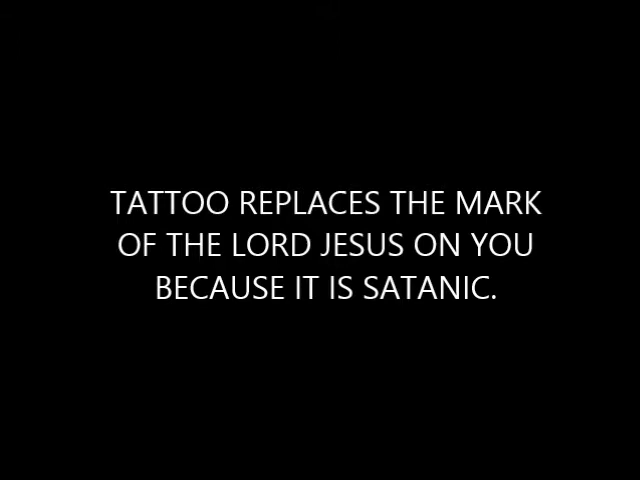 TATTOO REPLACES THE MARK
OF THE LORD JESUS ON YOU
BECAUSE IT IS SATANIC.